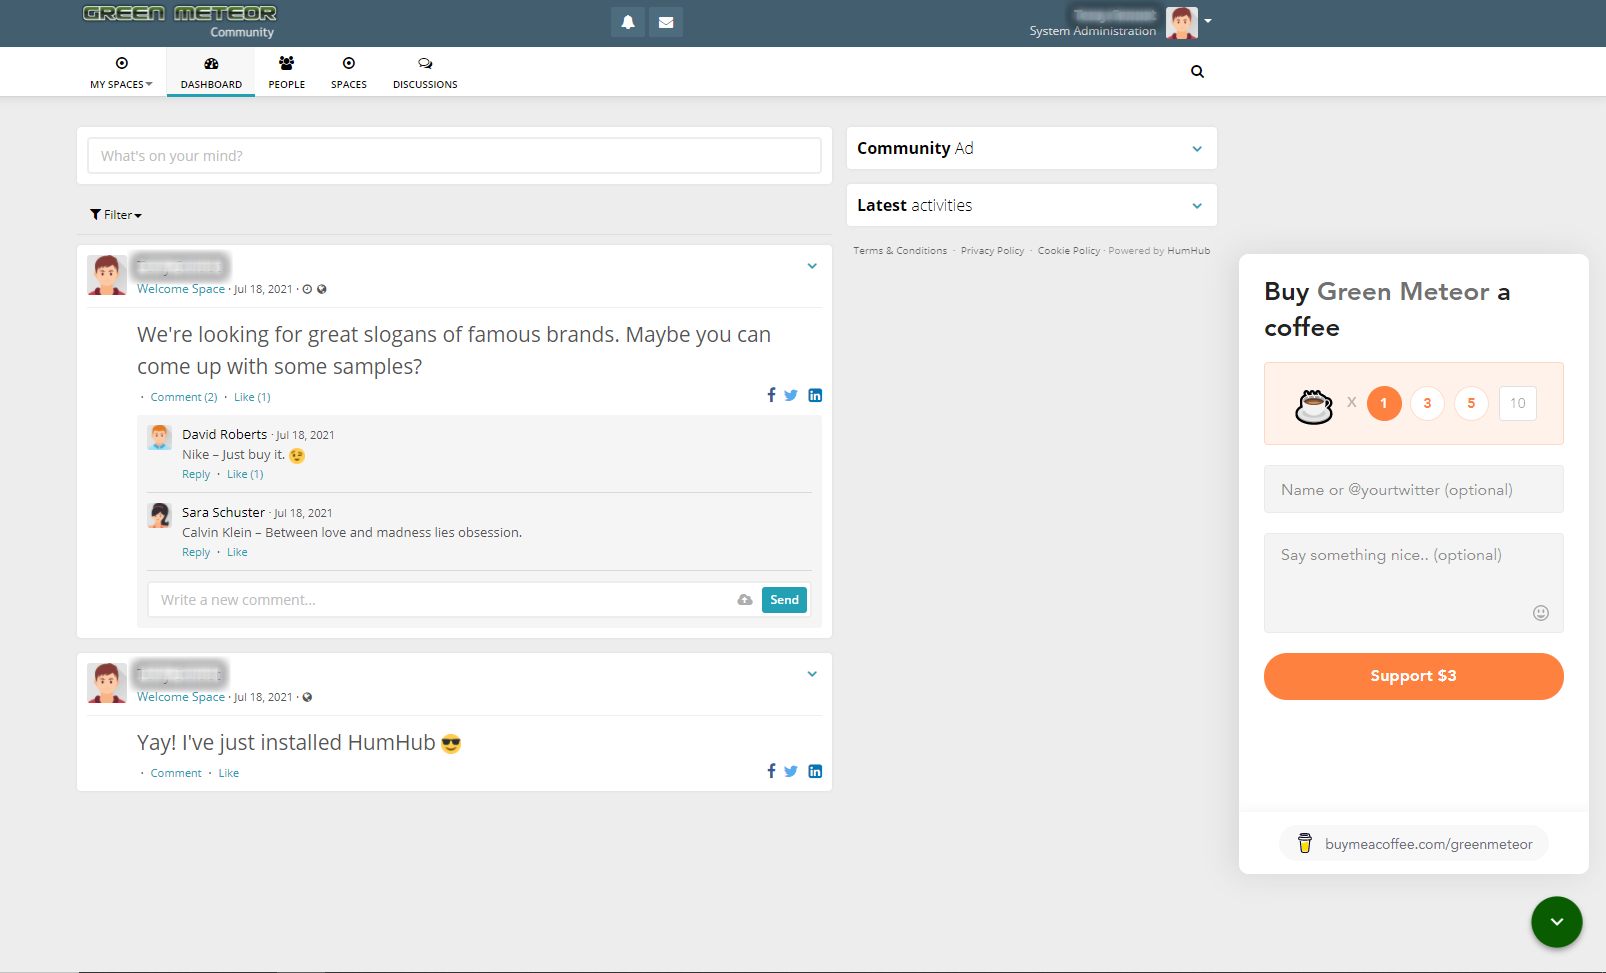 GREEN METEOR
Community
System Administration
MY SPACES
DASHBOARD
PEOPLE
SPACES
DISCUSSIONS
What's on your mind?
Filter
Welcome Space · Jul 18, 2021 ·
We're looking for great slogans of famous brands. Maybe you can
come up with some samples?
· Comment (2) · Like (1)
David Roberts · Jul 18, 2021
Nike – Just buy it. 😉
Reply · Like (1)
Sara Schuster · Jul 18, 2021
Calvin Klein – Between love and madness lies obsession.
Reply · Like
Write a new comment...
Send
Welcome Space · Jul 18, 2021 ·
Yay! I've just installed HumHub 😎
· Comment · Like
Community Ad
Latest activities
Terms & Conditions · Privacy Policy · Cookie Policy · Powered by HumHub
Buy Green Meteor a
coffee
x 1 3 5 10
Name or @yourtwitter (optional)
Say something nice.. (optional)
Support $3
buymeacoffee.com/greenmeteor